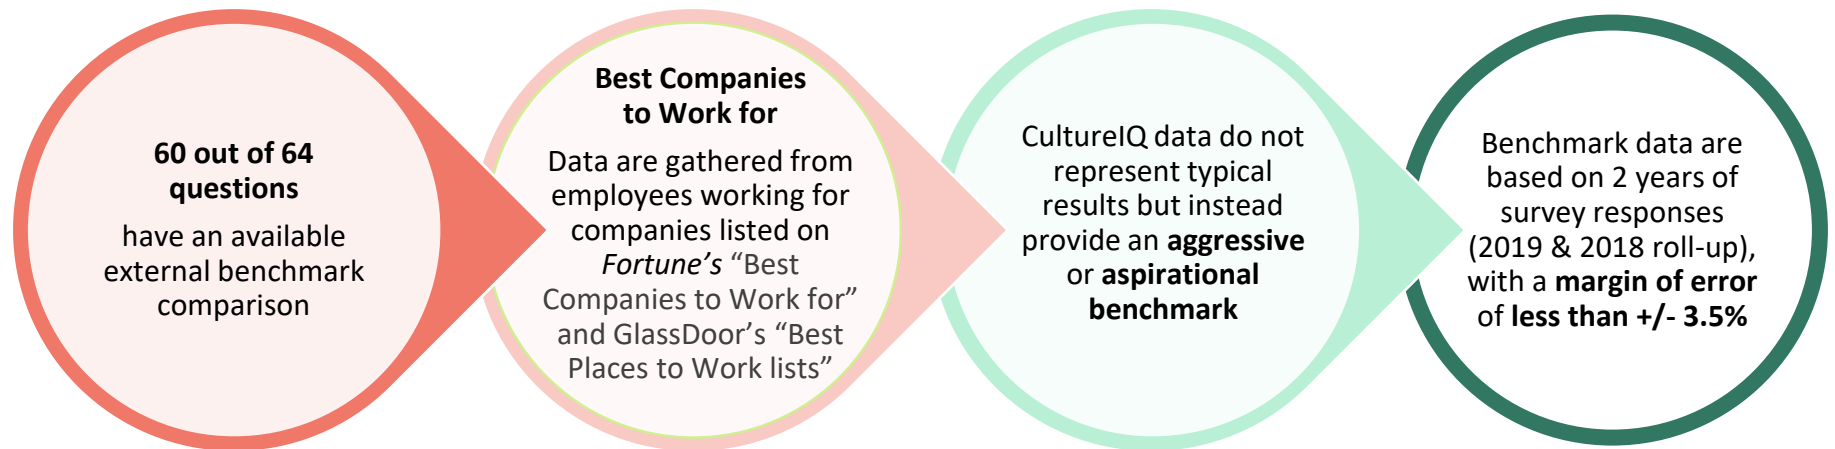 60 out of 64
questions
have an available
external benchmark
comparison
Best Companies
to Work for
Data are gathered from
employees working for
companies listed on
Fortune’s “Best
Companies to Work for”
and GlassDoor’s “Best
Places to Work lists”
CultureIQ data do not
represent typical
results but instead
provide an aggressive
or aspirational
benchmark
Benchmark data are
based on 2 years of
survey responses
(2019 & 2018 roll-up),
with a margin of error
of less than +/- 3.5%